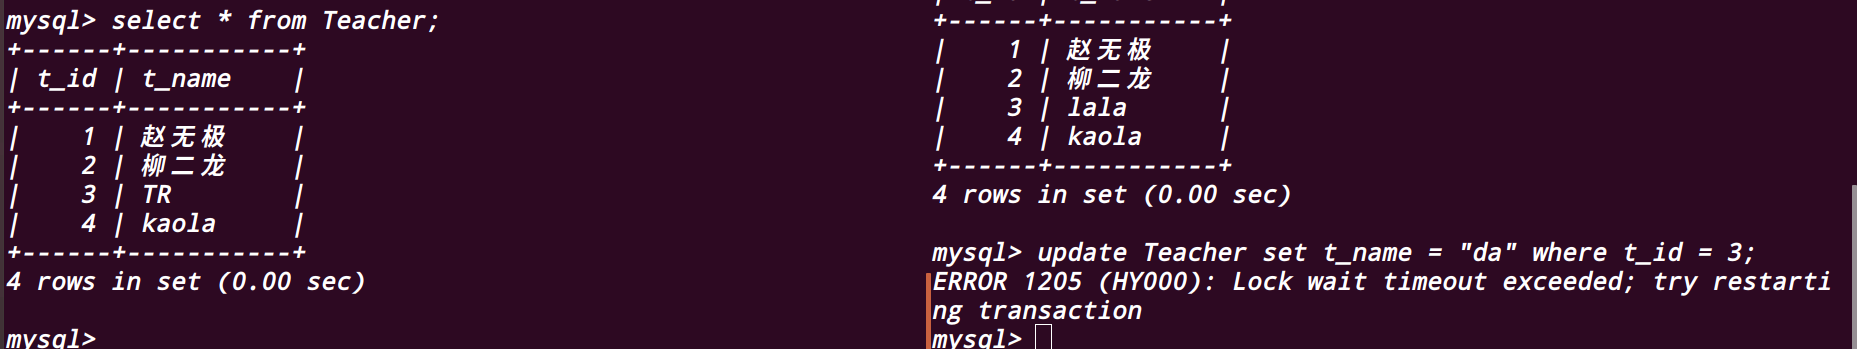 mysql> select * from Teacher;
+------+-----------+
| t_id | t_name    |
+------+-----------+
|    1 | 赵无极    |
|    2 | 柳二龙    |
|    3 | TR        |
|    4 | kaola     |
+------+-----------+
4 rows in set (0.00 sec)
mysql>
+------+-----------+
|    1 | 赵无极    |
|    2 | 柳二龙    |
|    3 | lala      |
|    4 | kaola     |
+------+-----------+
4 rows in set (0.00 sec)
mysql> update Teacher set t_name = "da" where t_id = 3;
ERROR 1205 (HY000): Lock wait timeout exceeded; try restarti
ng transaction
mysql>